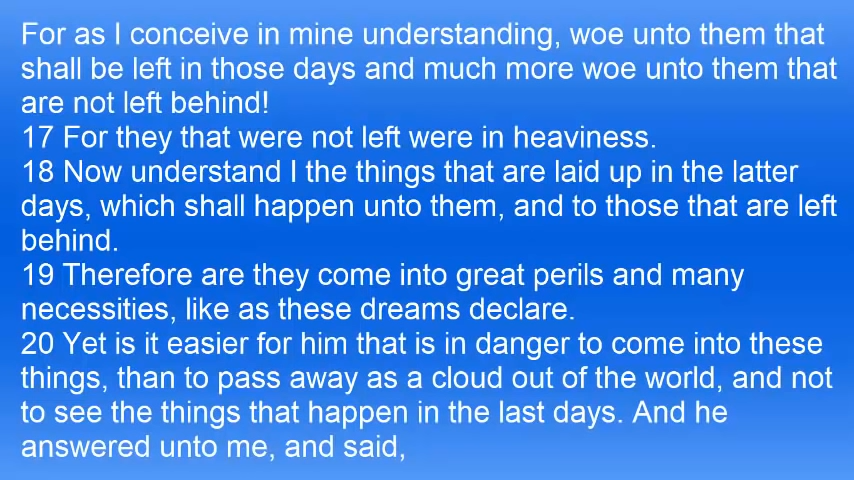 For as I conceive in mine understanding, woe unto them that
shall be left in those days and much more woe unto them that
are not left behind!
17 For they that were not left were in heaviness.
18 Now understand I the things that are laid up in the latter
days, which shall happen unto them, and to those that are left
behind.
19 Therefore are they come into great perils and many
necessities, like as these dreams declare.
20 Yet is it easier for him that is in danger to come into these
things, than to pass away as a cloud out of the world, and not
to see the things that happen in the last days. And he
answered unto me, and said,